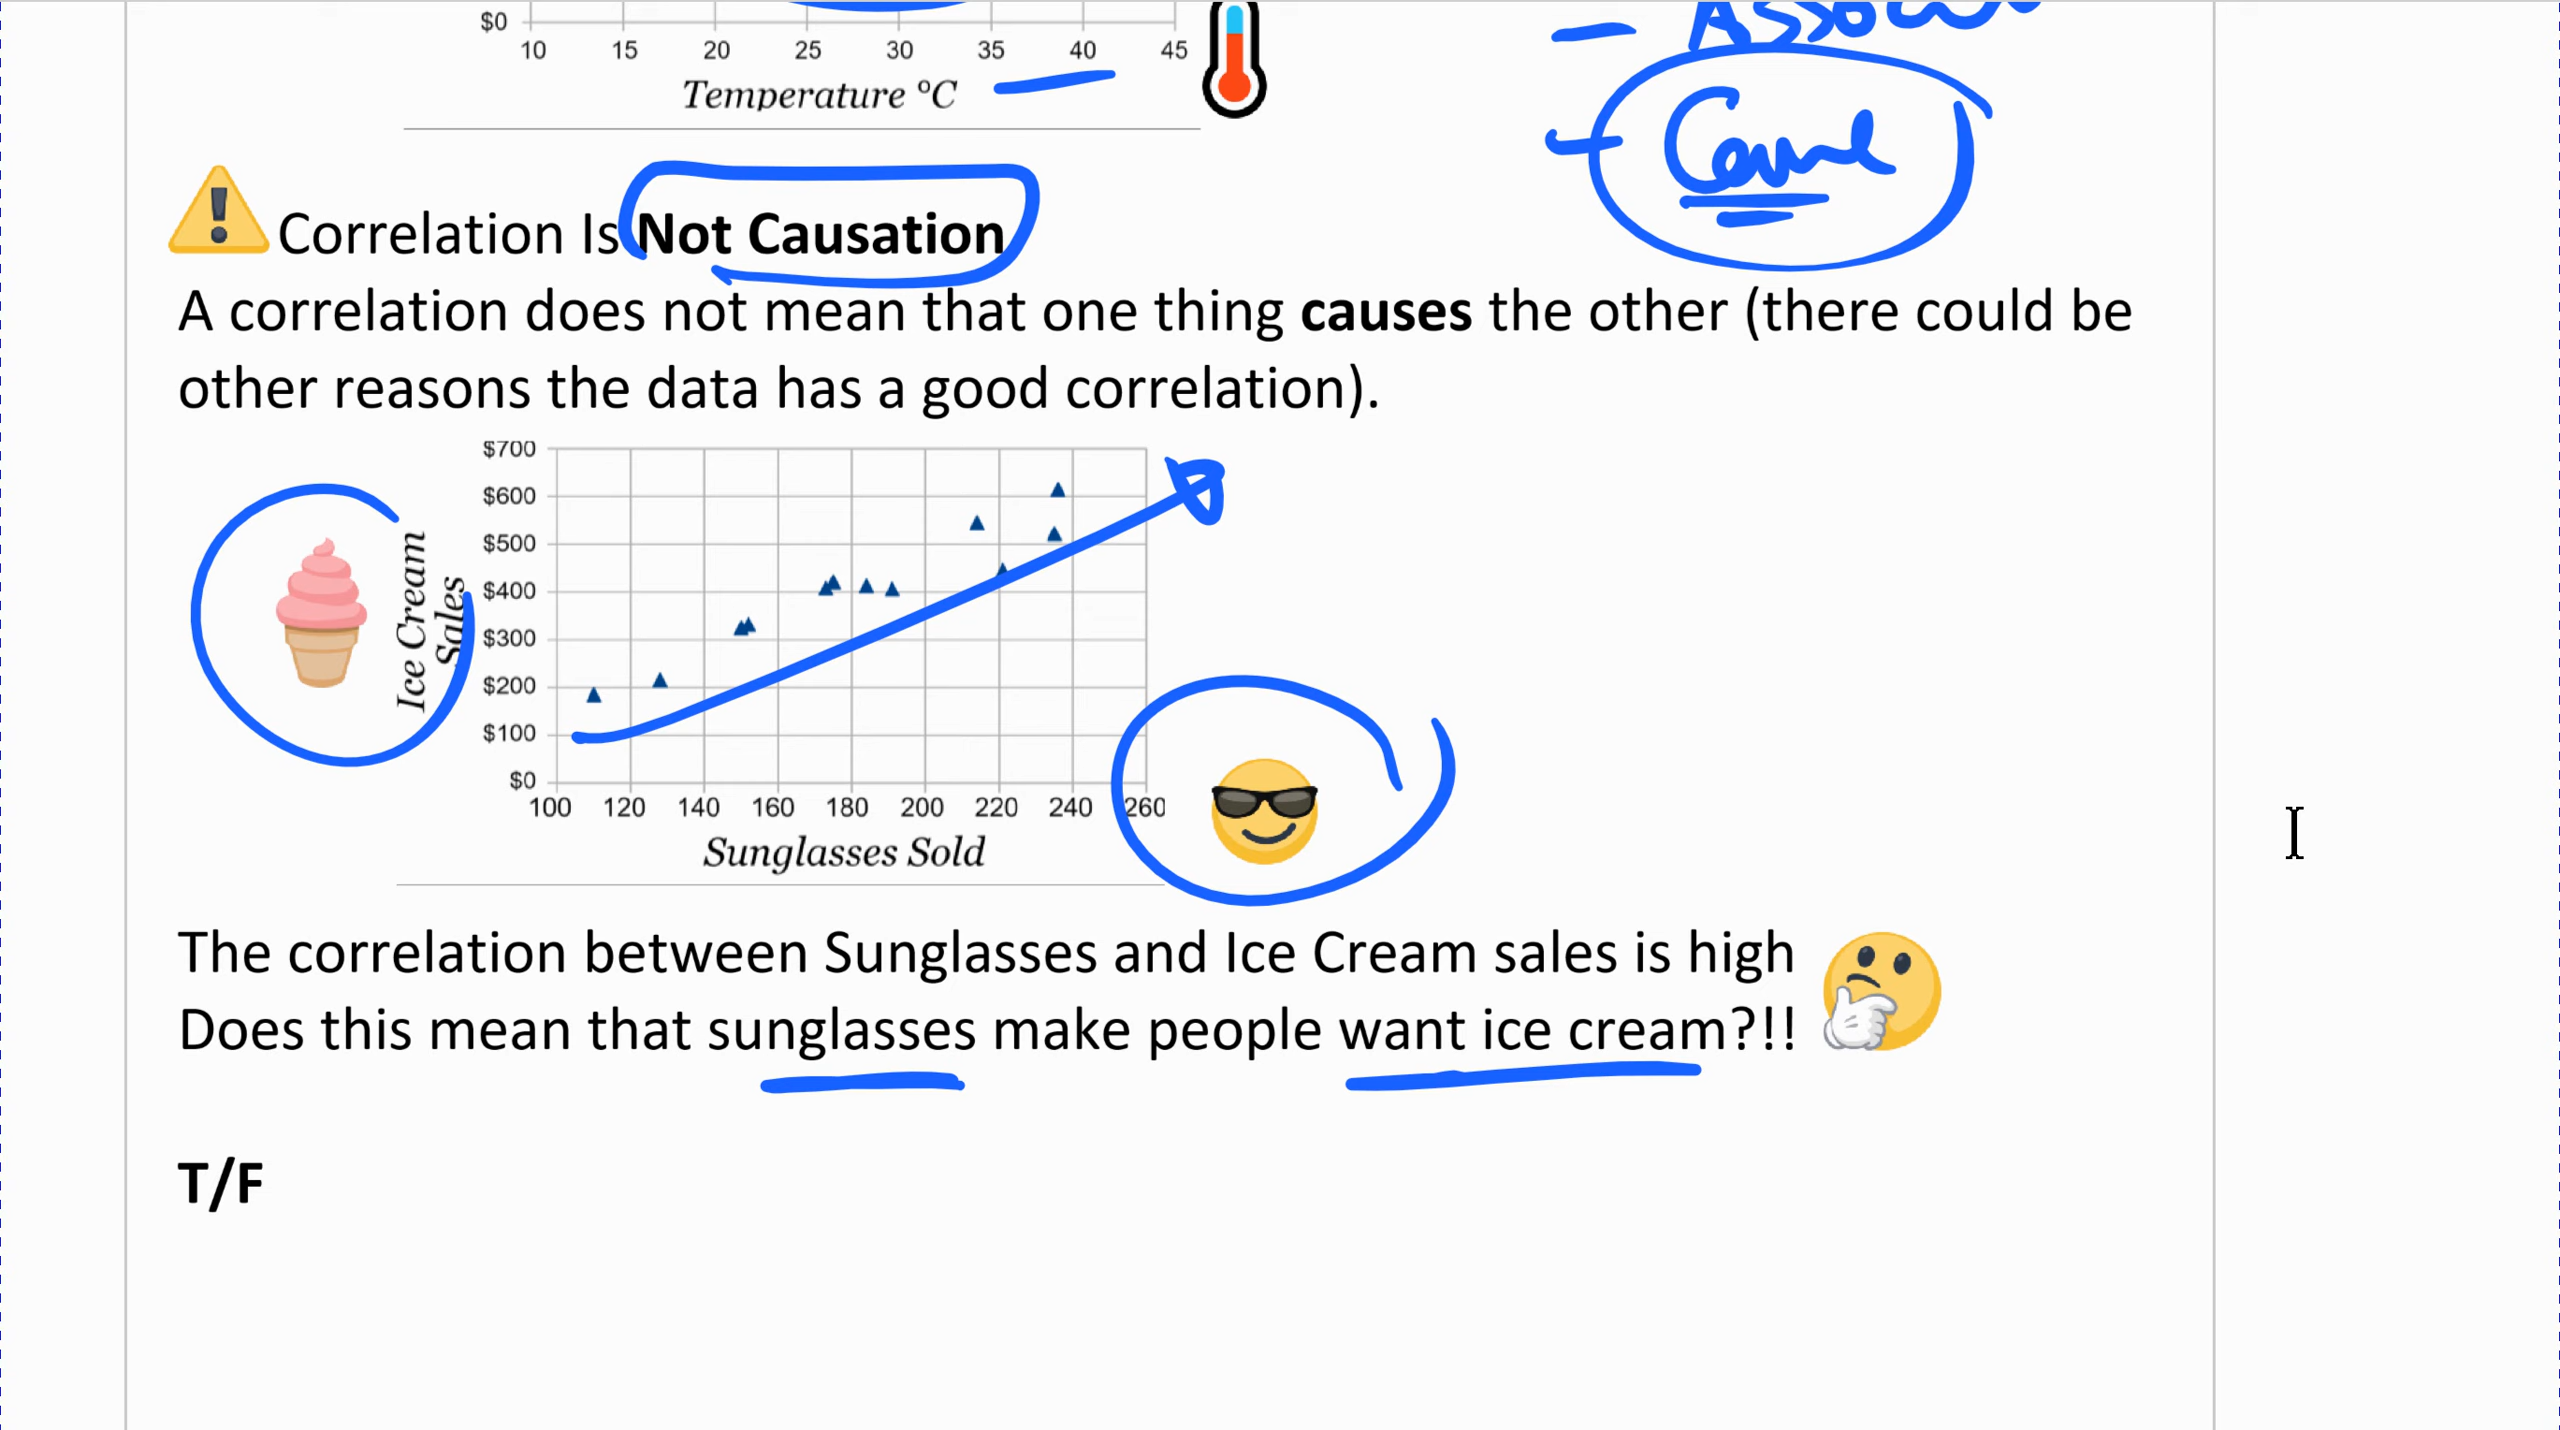 $0
10 15 20 25 30 35 40 45
Temperature °C
Cause
Correlation Is Not Causation
A correlation does not mean that one thing causes the other (there could be
other reasons the data has a good correlation).
$700
$600
$500
$400
$300
$200
$100
$0
Ice Cream
Sales
100 120 140 160 180 200 220 240 260
Sunglasses Sold
The correlation between Sunglasses and Ice Cream sales is high
Does this mean that sunglasses make people want ice cream?!!
T/F